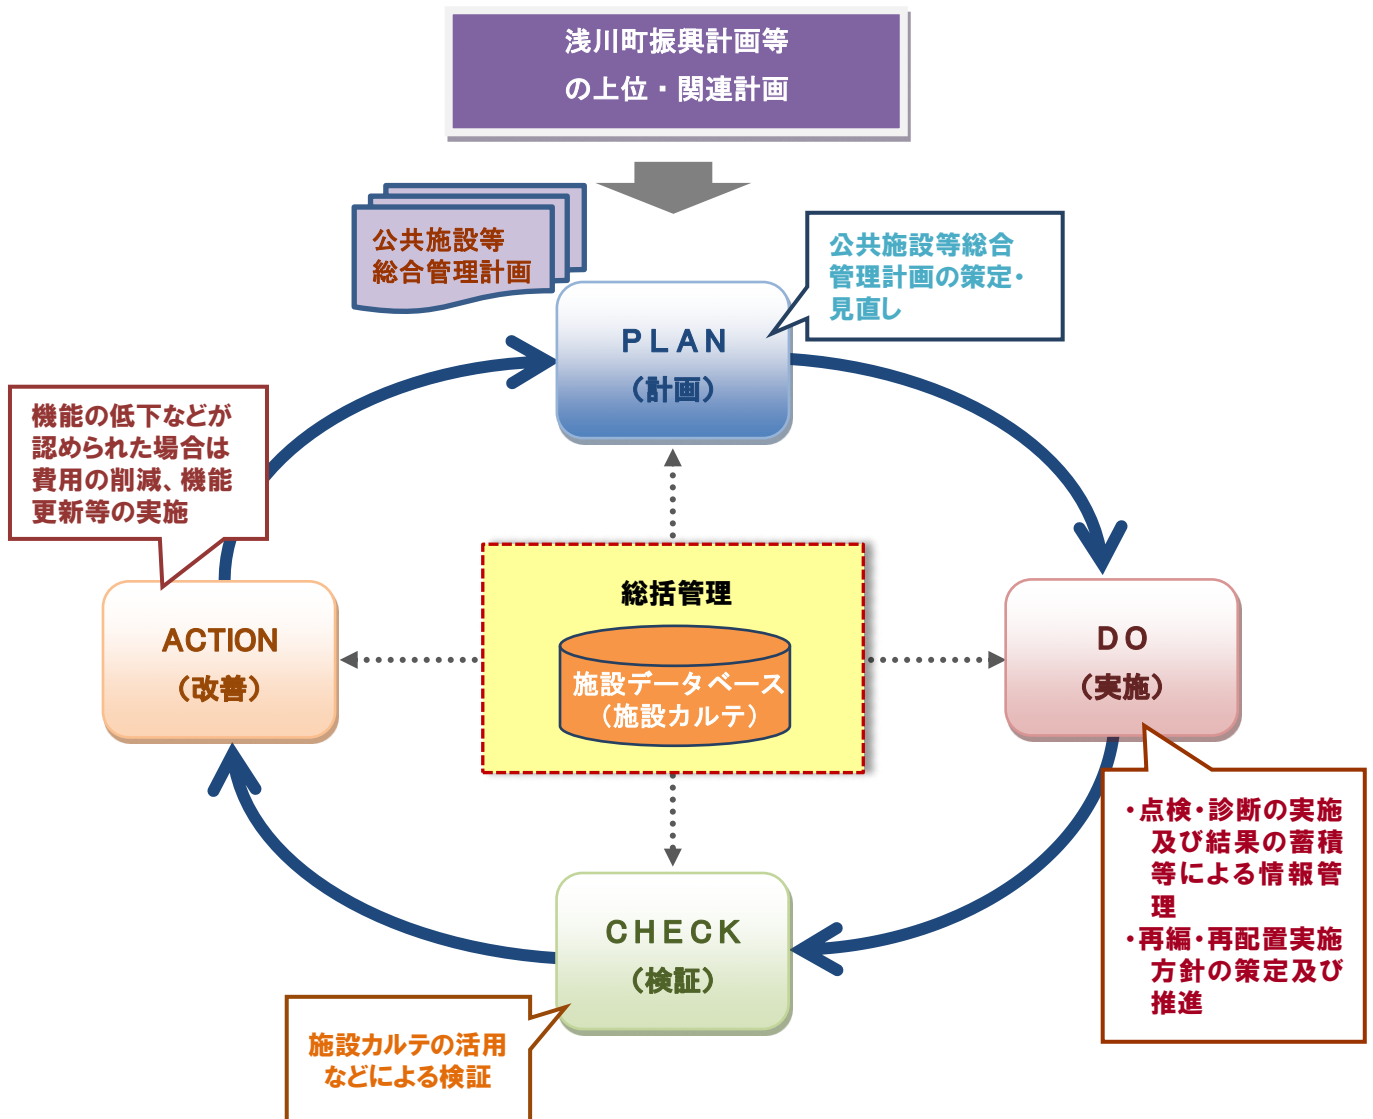 浅川町振興計画等
の上位・関連計画
公共施設等
総合管理計画
公共施設等総合
管理計画の策定・
見直し
PLAN
（計画）
機能の低下などが
認められた場合は
費用の削減、機能
更新等の実施
総括管理
施設データベース
（施設カルテ）
ACTION
（改善）
DO
（実施）
・点検・診断の実施
及び結果の蓄積
等による情報管
理
・再編・再配置実施
方針の策定及び
推進
CHECK
（検証）
施設カルテの活用
などによる検証